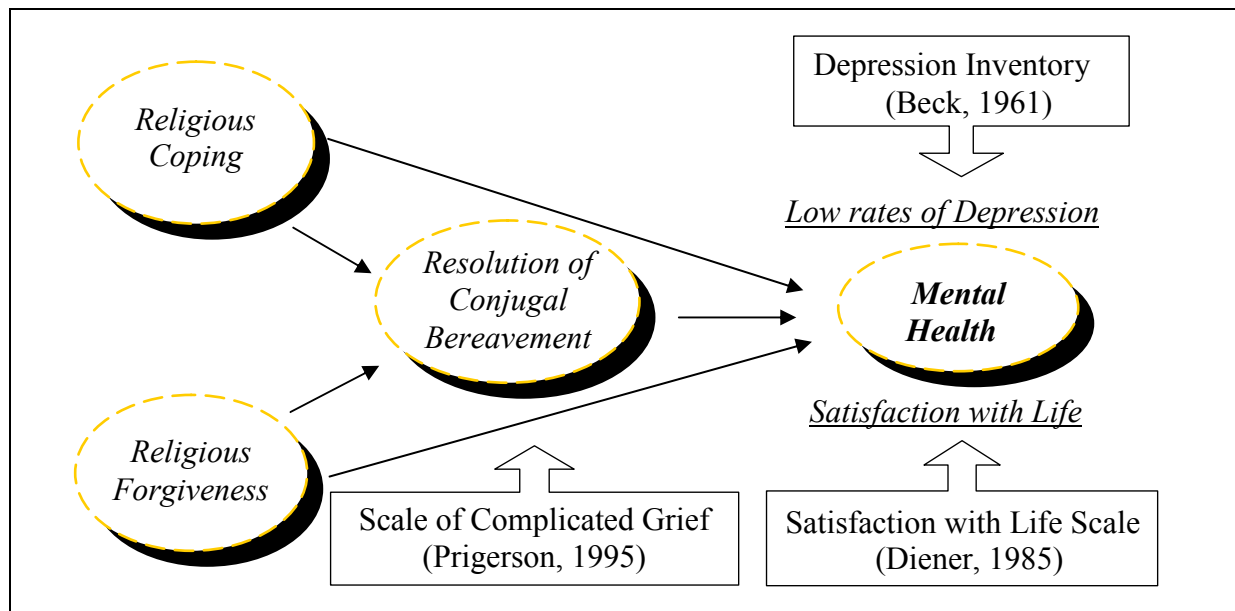 Religious
Coping
Resolution of
Conjugal
Bereavement
Religious
Forgiveness
Scale of Complicated Grief
(Prigerson, 1995)
Depression Inventory
(Beck, 1961)
Low rates of Depression
Mental
Health
Satisfaction with Life
Satisfaction with Life Scale
(Diener, 1985)